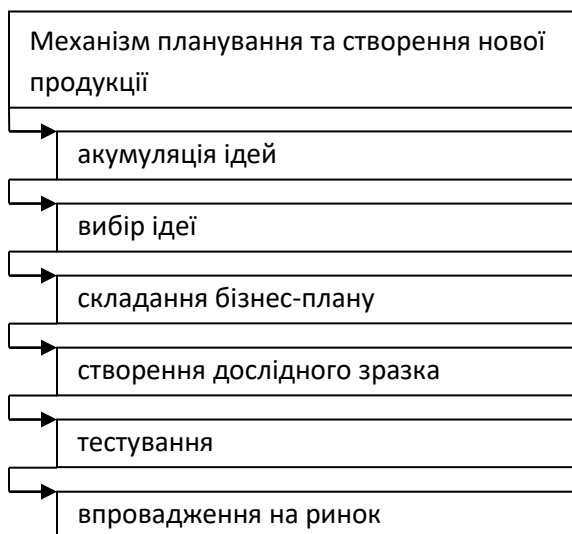 Механізм планування та створення нової
продукції
акумуляція ідей
вибір ідеї
складання бізнес-плану
створення дослідного зразка
тестування
впровадження на ринок